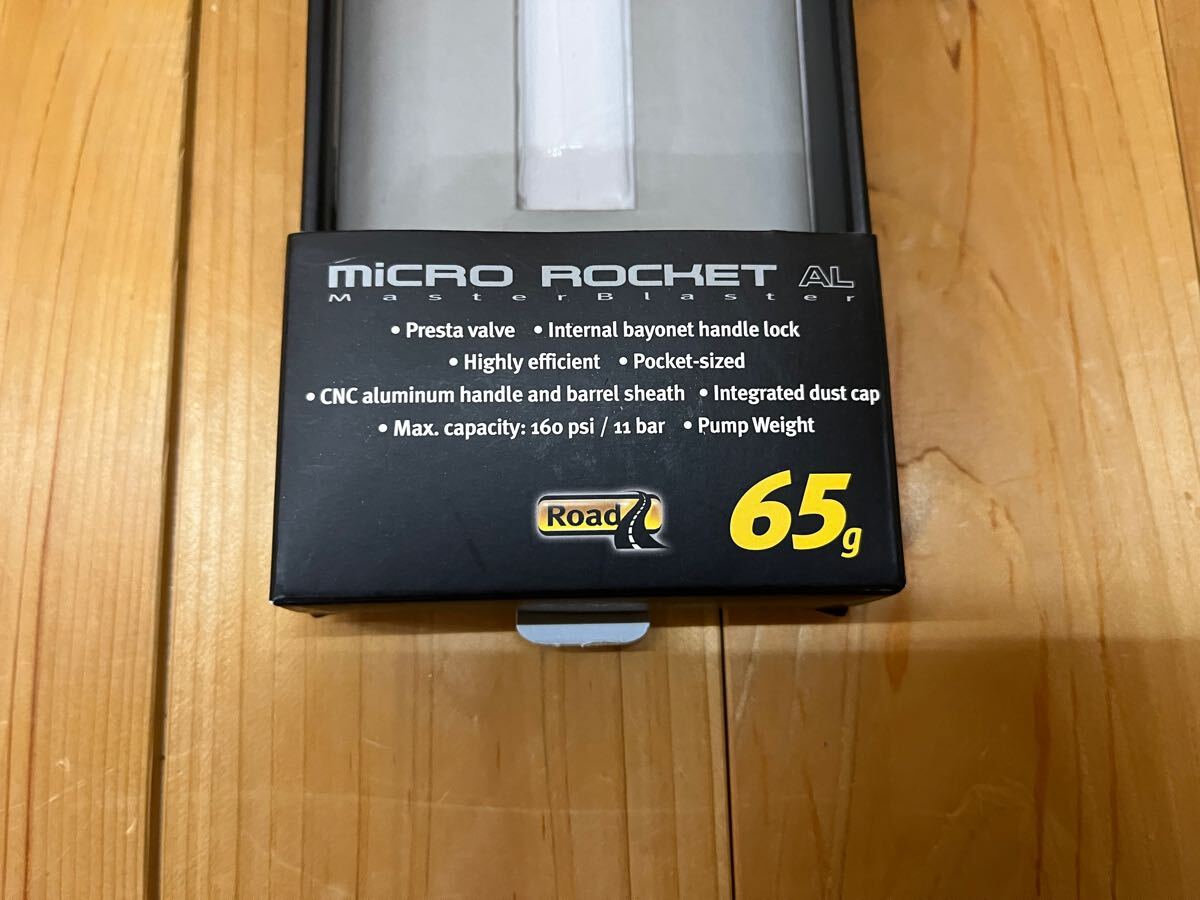 miCRO ROCKET AL
MasterBlaster
• Presta valve • Internal bayonet handle lock
• Highly efficient • Pocket-sized
• CNC aluminum handle and barrel sheath • Integrated dust cap
• Max. capacity: 160 psi / 11 bar • Pump Weight
Road
65g